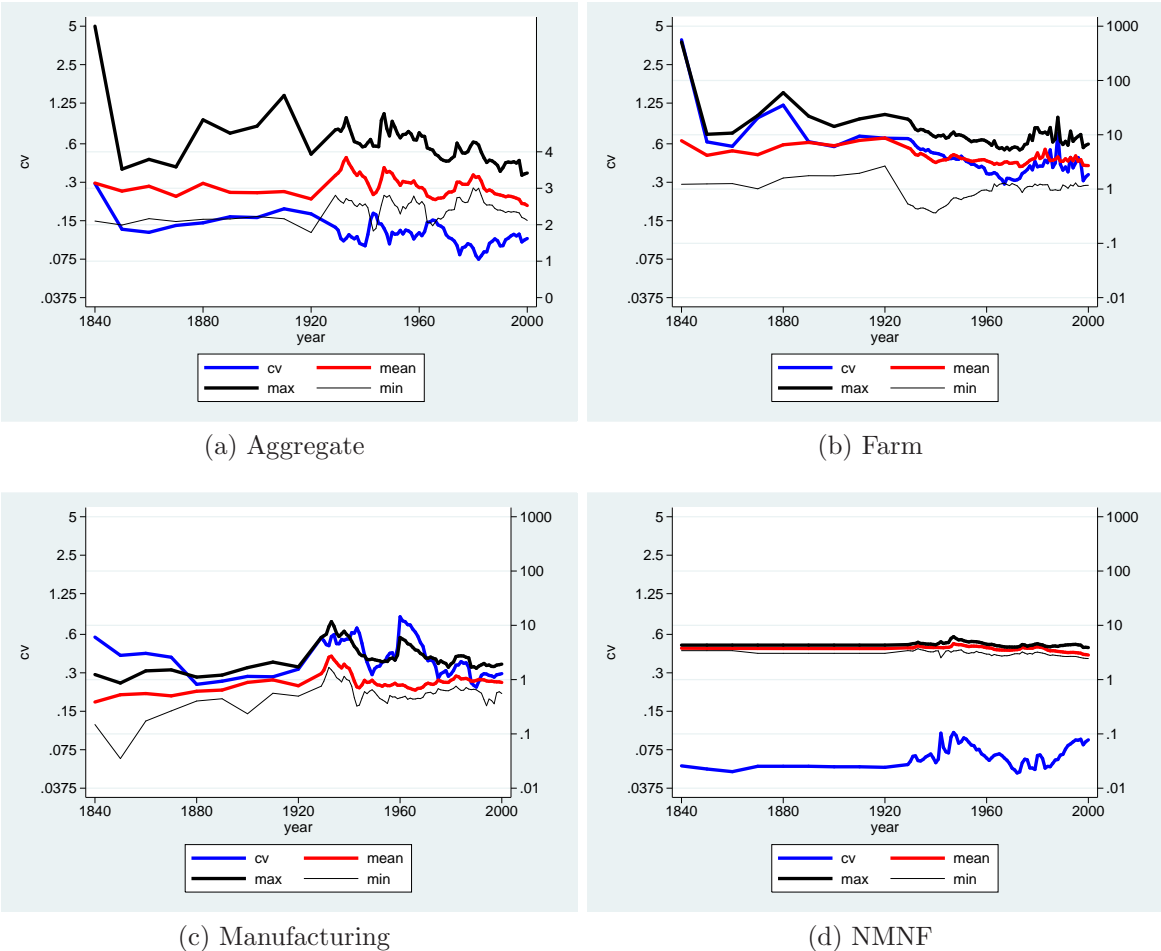 5
2.5
1.25
.6
.3
.15
.075
.0375
cv
4
3
2
1
0
1840 1880 1920 1960 2000
year
cv mean
max min
(a) Aggregate
5
2.5
1.25
.6
.3
.15
.075
.0375
cv
1000
100
10
1
.1
.01
1840 1880 1920 1960 2000
year
cv mean
max min
(b) Farm
5
2.5
1.25
.6
.3
.15
.075
.0375
cv
1000
100
10
1
.1
.01
1840 1880 1920 1960 2000
year
cv mean
max min
(c) Manufacturing
5
2.5
1.25
.6
.3
.15
.075
.0375
cv
1000
100
10
1
.1
.01
1840 1880 1920 1960 2000
year
cv mean
max min
(d) NMNF